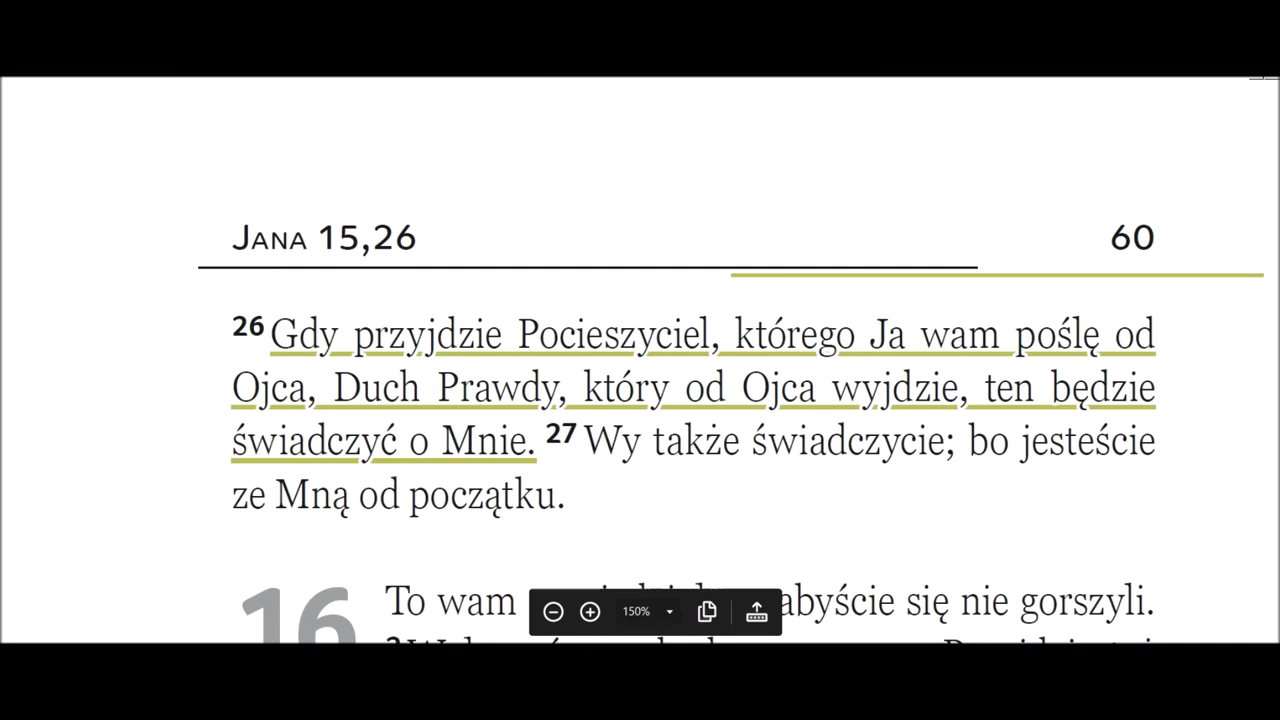 Jana 15,26 60
26 Gdy przyjdzie Pocieszyciel, którego Ja wam poślę od
Ojca, Duch Prawdy, który od Ojca wyjdzie, ten będzie
świadczyć o Mnie. 27 Wy także świadczycie; bo jesteście
ze Mną od początku.
16 To wam abyście się nie gorszyli.
150%